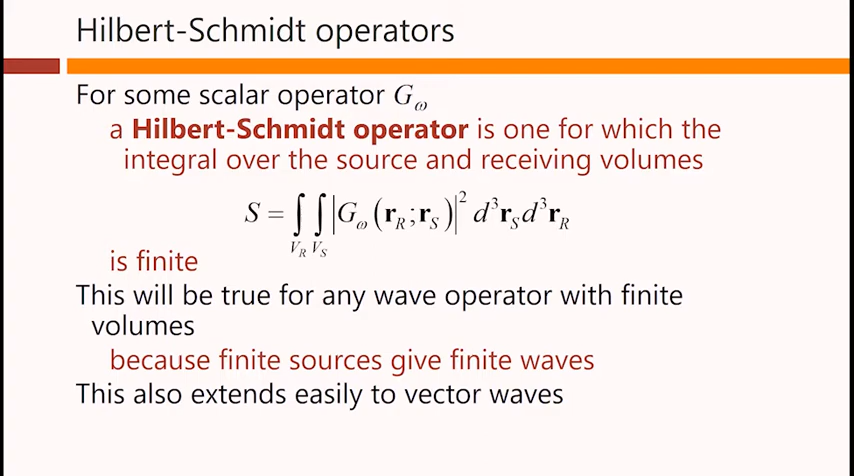 Hilbert-Schmidt operators
For some scalar operator G_ω
a Hilbert-Schmidt operator is one for which the
integral over the source and receiving volumes
S = ∫_{V_R} ∫_{V_S} |G_ω(r_R; r_S)|² d³r_S d³r_R
is finite
This will be true for any wave operator with finite
volumes
because finite sources give finite waves
This also extends easily to vector waves